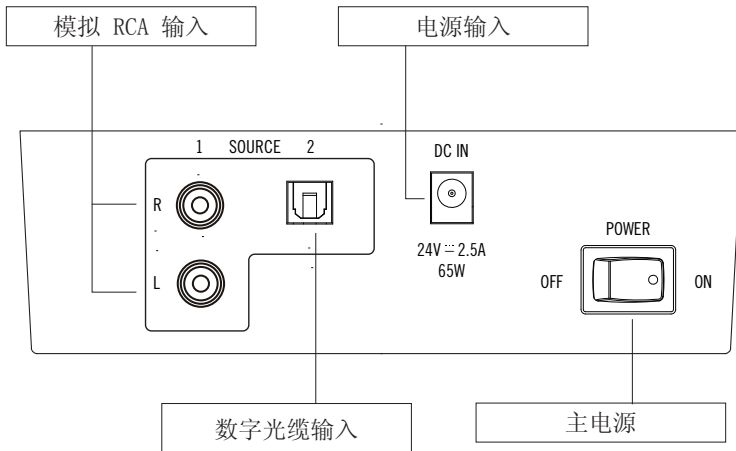 模拟 RCA 输入
电源输入
1 SOURCE 2
DC IN
R
L
24V ⎓ 2.5A
65W
POWER
OFF
ON
数字光缆输入
主电源